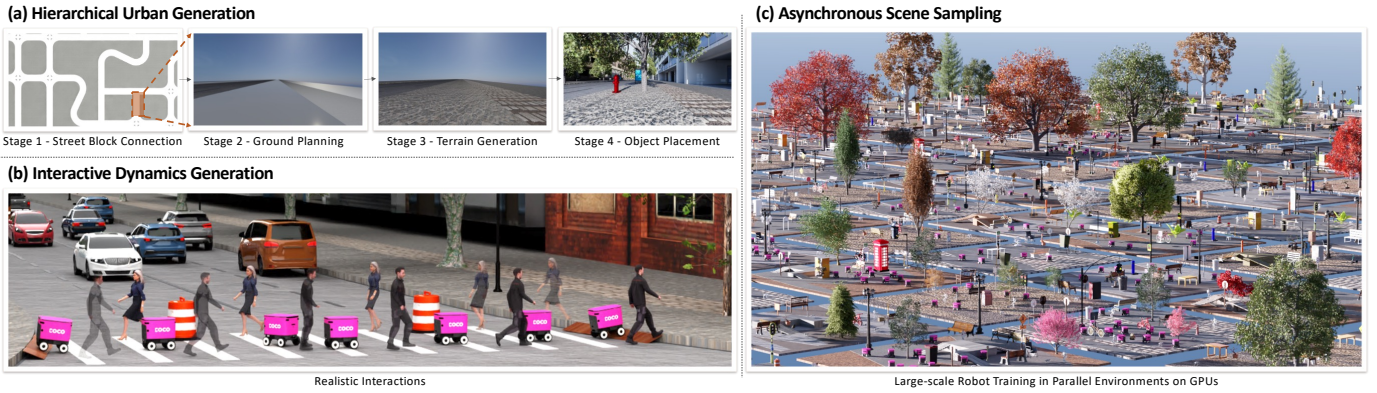 (a) Hierarchical Urban Generation
Stage 1 - Street Block Connection
Stage 2 - Ground Planning
Stage 3 - Terrain Generation
Stage 4 - Object Placement
(b) Interactive Dynamics Generation
coco
coco
coco
coco
coco
coco
coco
Realistic Interactions
(c) Asynchronous Scene Sampling
Large-scale Robot Training in Parallel Environments on GPUs